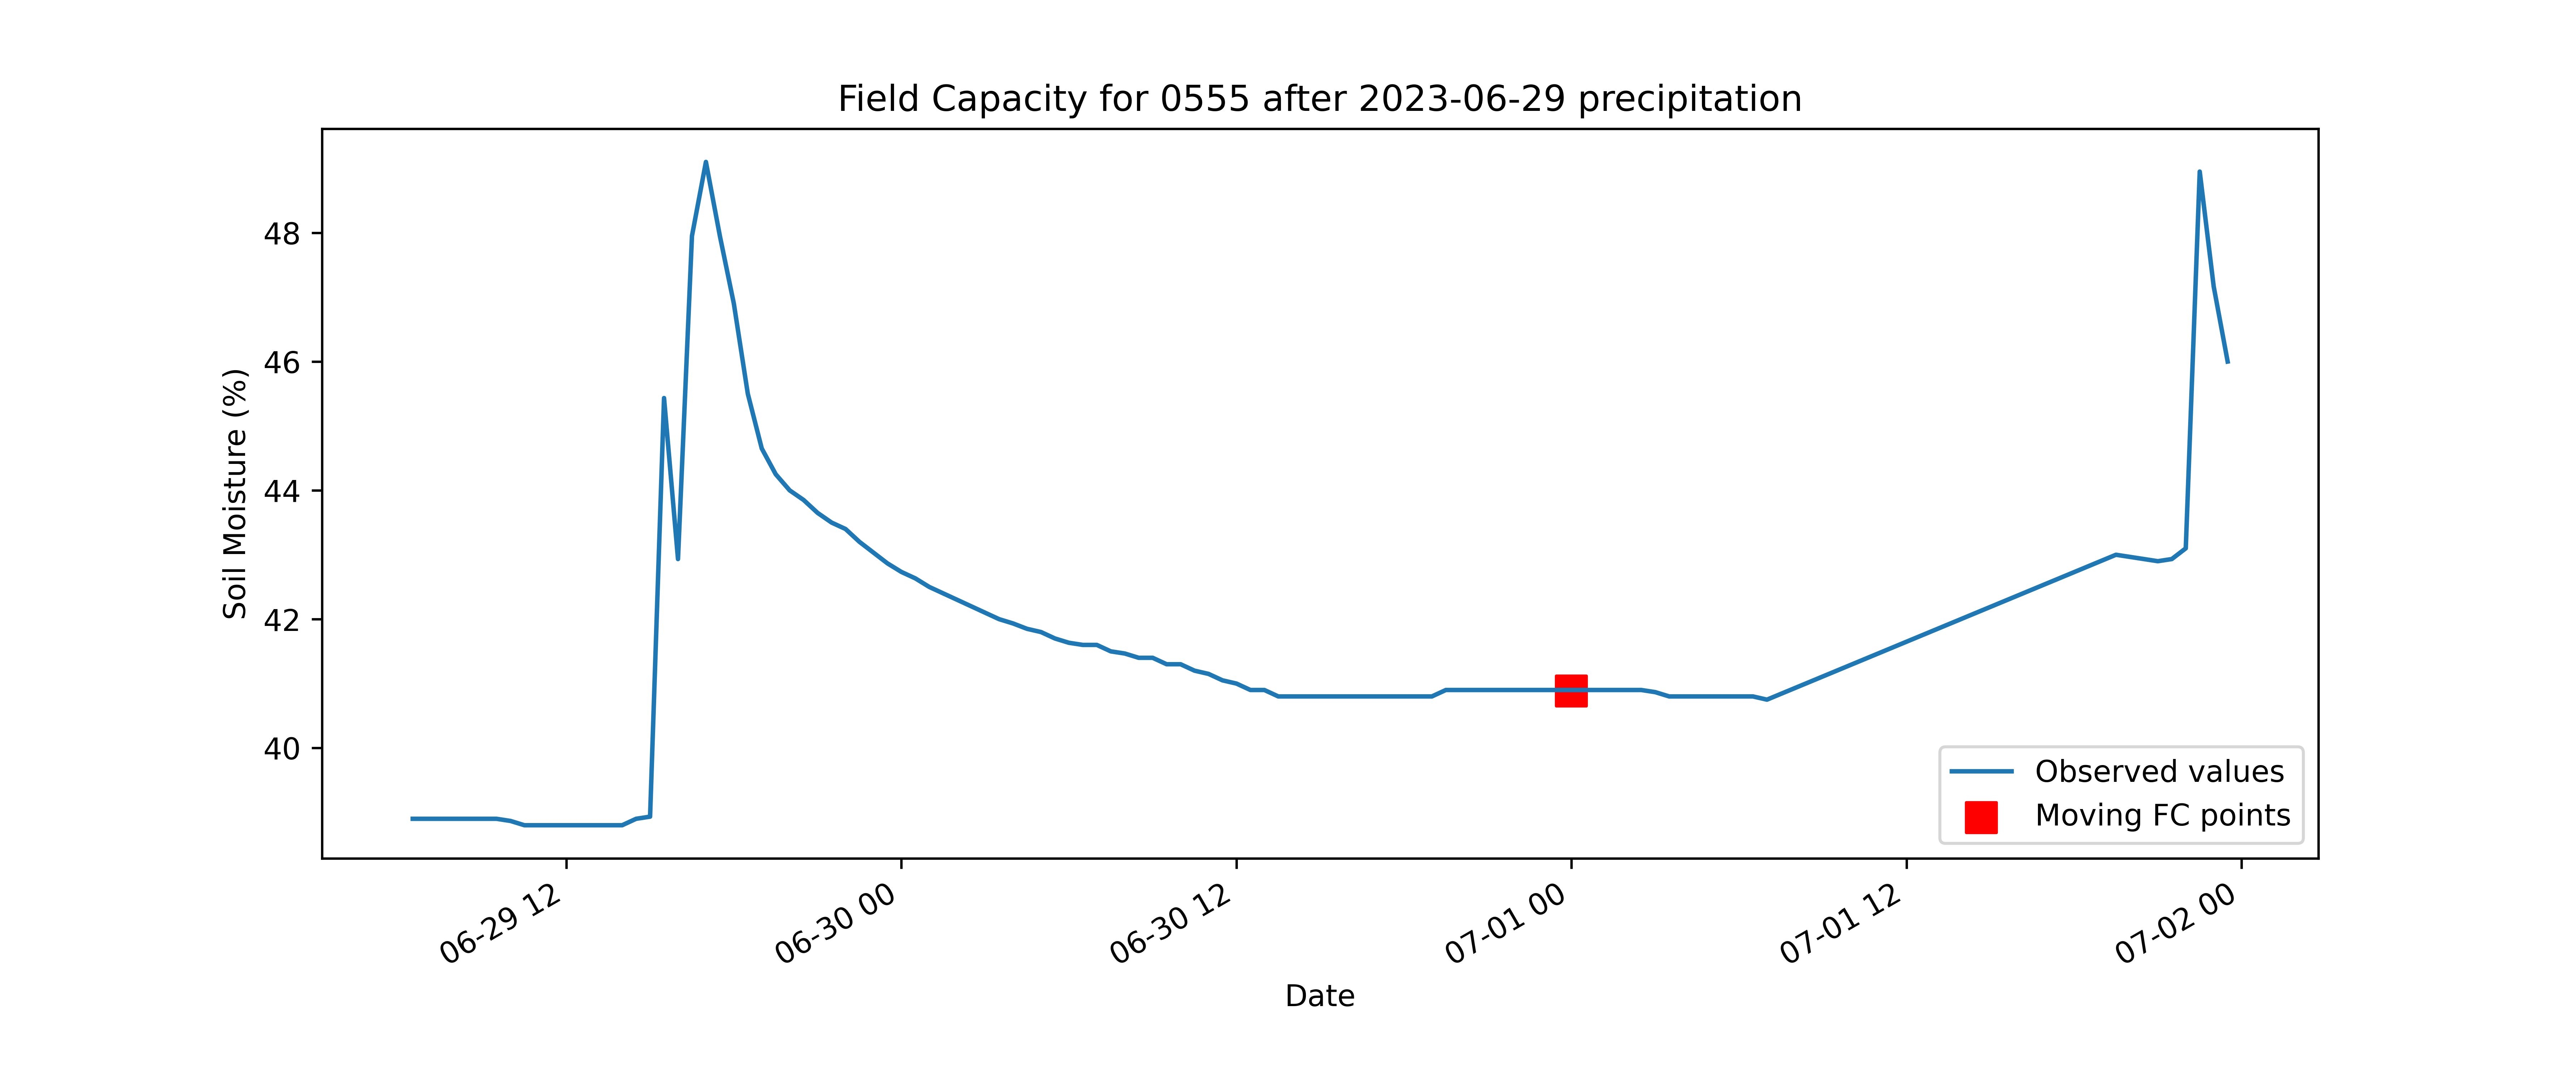 Field Capacity for 0555 after 2023-06-29 precipitation
Soil Moisture (%)
48
46
44
42
40
06-29 12
06-30 00
06-30 12
07-01 00
07-01 12
07-02 00
Date
Observed values
Moving FC points